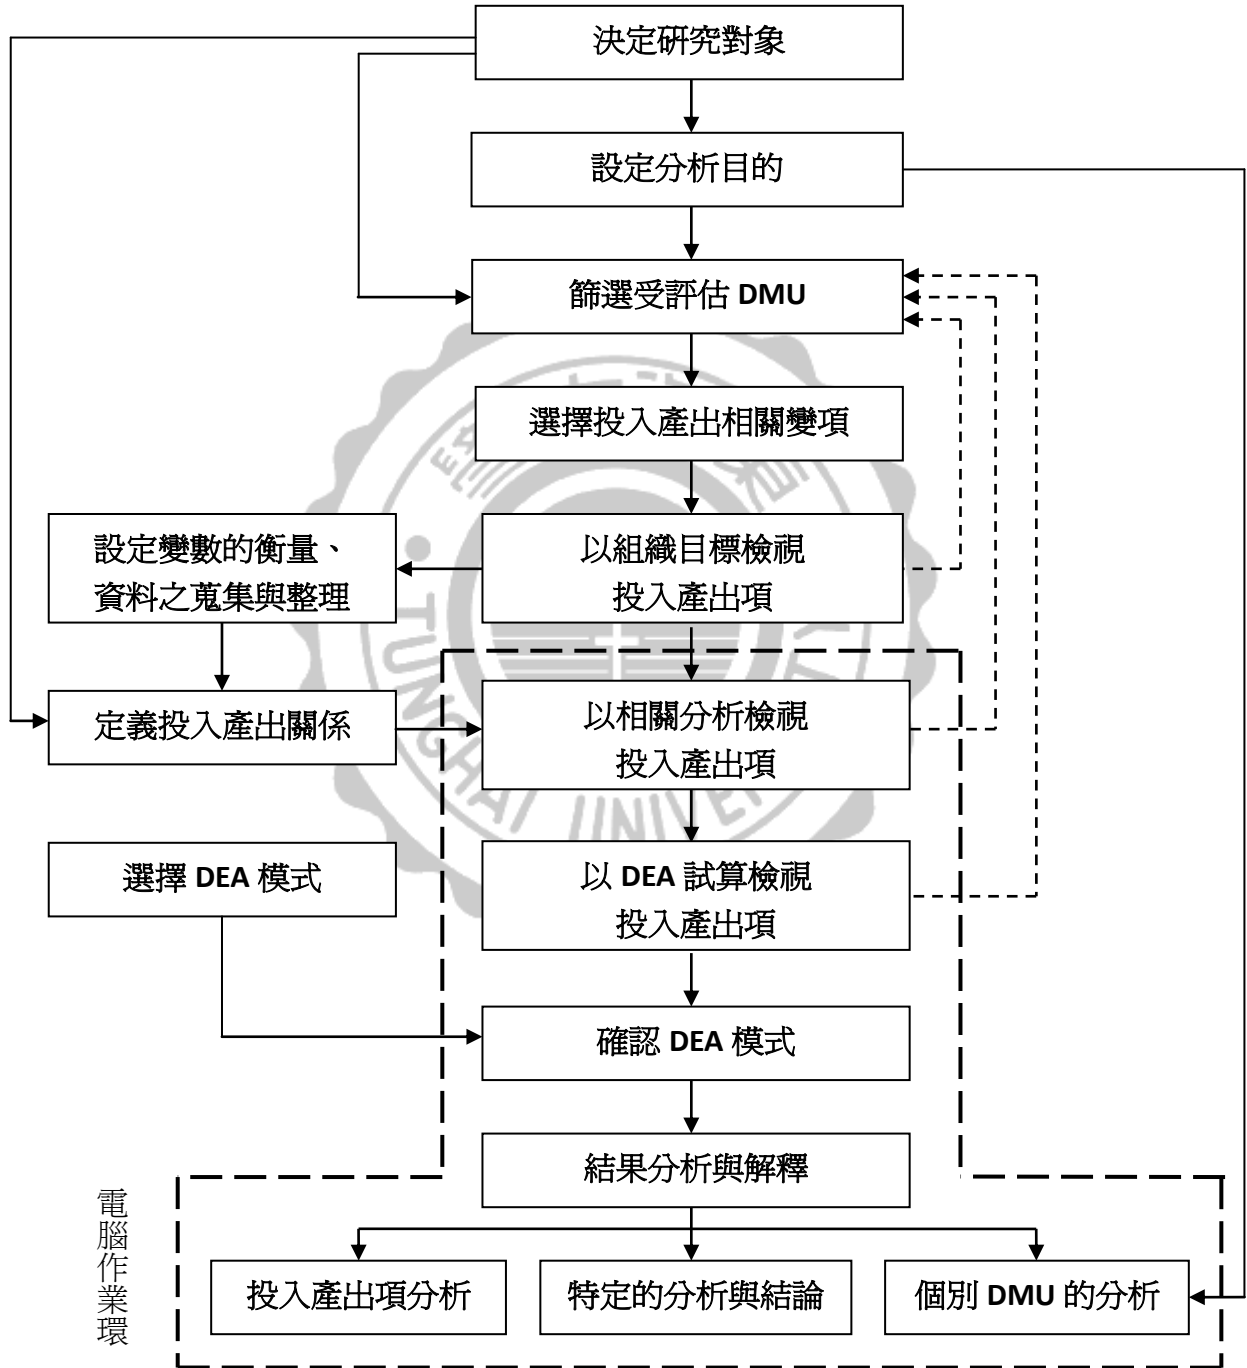 決定研究對象
設定分析目的
篩選受評估 DMU
選擇投入產出相關變項
設定變數的衡量、
資料之蒐集與整理
以組織目標檢視
投入產出項
定義投入產出關係
以相關分析檢視
投入產出項
選擇 DEA 模式
以 DEA 試算檢視
投入產出項
確認 DEA 模式
結果分析與解釋
電腦作業環
投入產出項分析
特定的分析與結論
個別 DMU 的分析
TUNGHAI UNIVE